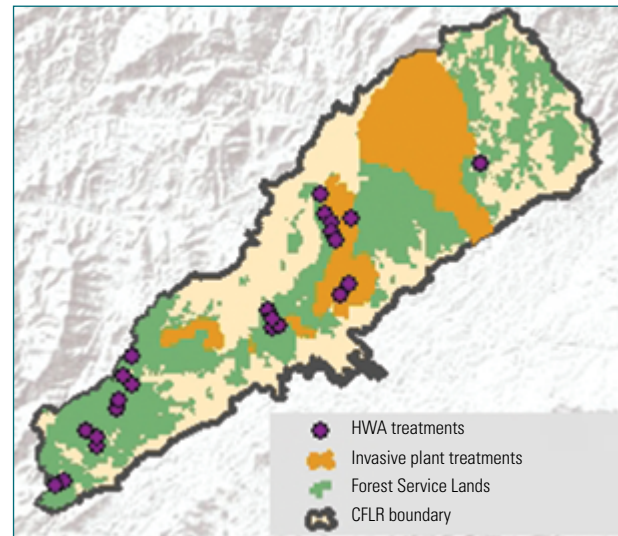 HWA treatments
Invasive plant treatments
Forest Service Lands
CFLR boundary